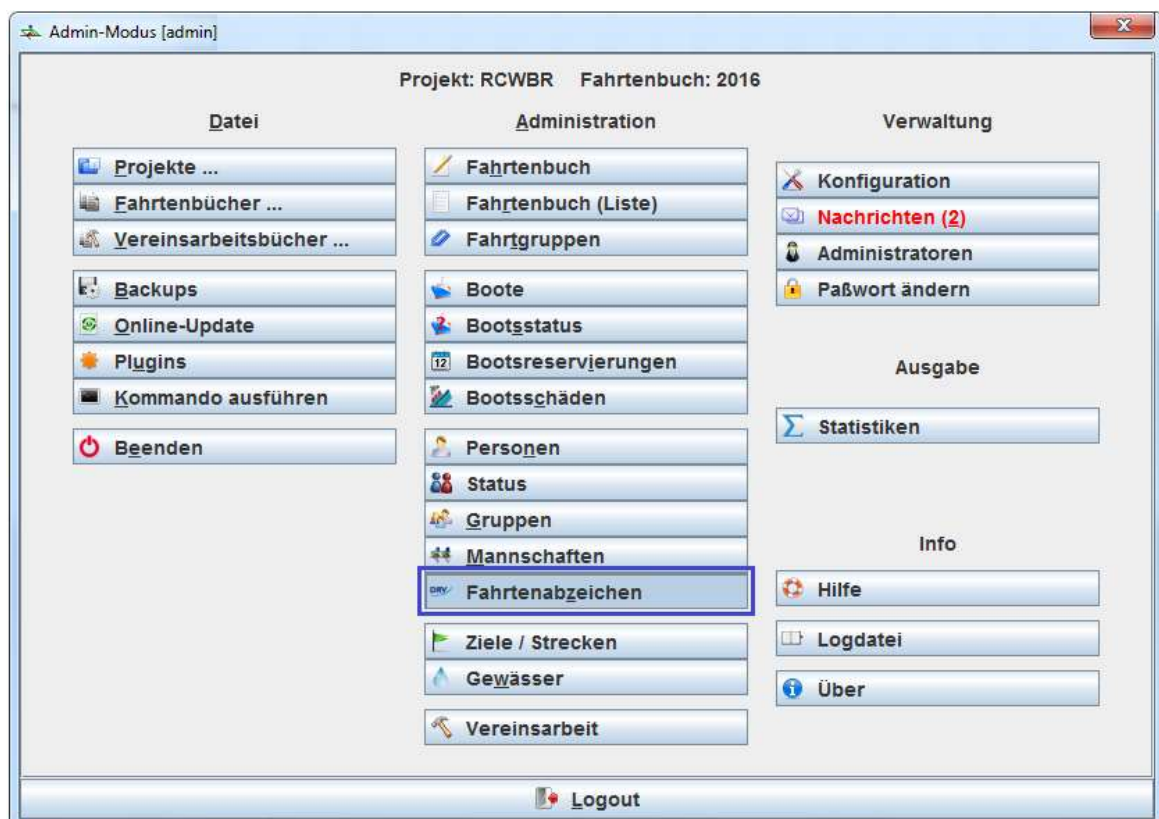 Admin-Modus [admin]
Projekt: RCWBR Fahrtenbuch: 2016
Datei
Projekte ...
Fahrtenbücher ...
Vereinsarbeitsbücher ...
Backups
Online-Update
Plugins
Kommando ausführen
Beenden
Administration
Fahrtenbuch
Fahrtenbuch (Liste)
Fahrtgruppen
Boote
Bootsstatus
12
Bootsreservierungen
Bootsschäden
Personen
Status
Gruppen
Mannschaften
DRV
Fahrtenabzeichen
Ziele / Strecken
Gewässer
Vereinsarbeit
Verwaltung
Konfiguration
Nachrichten (2)
Administratoren
Paßwort ändern
Ausgabe
Statistiken
Info
Hilfe
Logdatei
Über
Logout